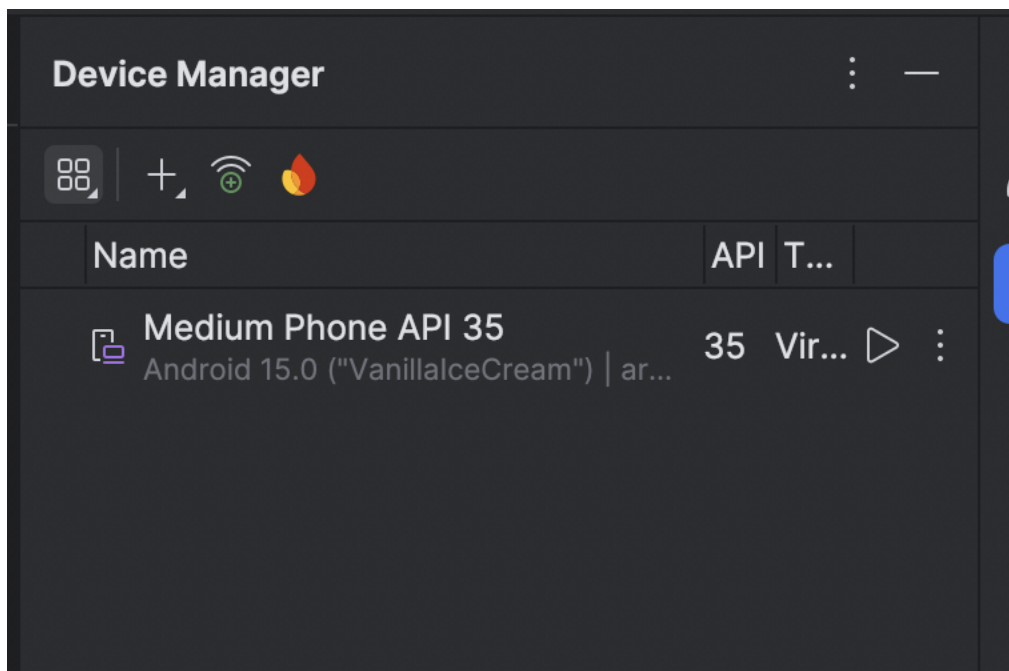 Device Manager
Name API T...
Medium Phone API 35
Android 15.0 ("VanillaIceCream") | ar...
35 Vir...